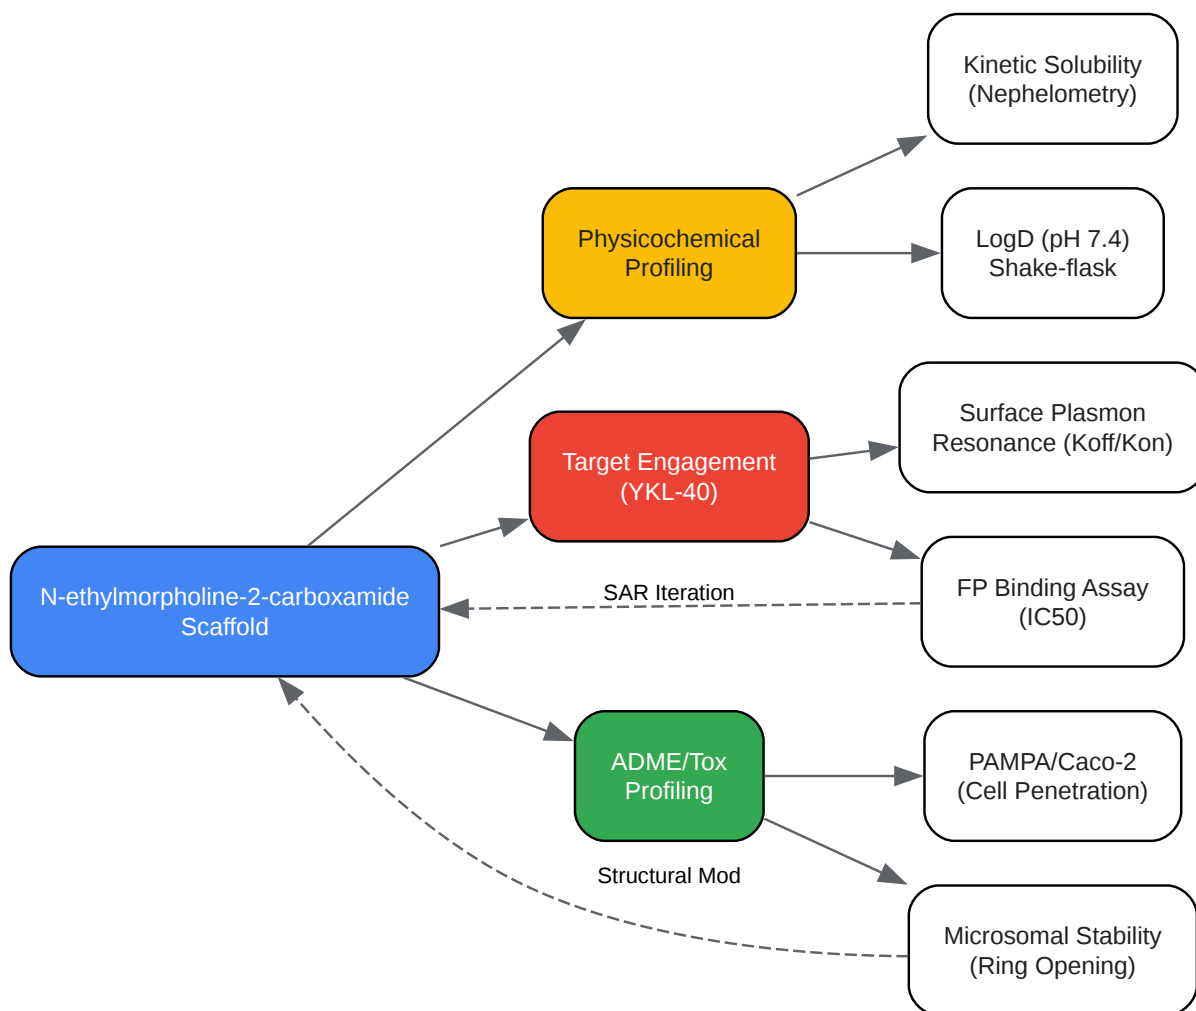 Kinetic Solubility
(Nephelometry)
Physicochemical
Profiling
LogD (pH 7.4)
Shake-flask
Surface Plasmon
Resonance (Koff/Kon)
Target Engagement
(YKL-40)
N-ethylmorpholine-2-carboxamide
Scaffold
SAR Iteration
FP Binding Assay
(IC50)
ADME/Tox
Profiling
PAMPA/Caco-2
(Cell Penetration)
Structural Mod
Microsomal Stability
(Ring Opening)